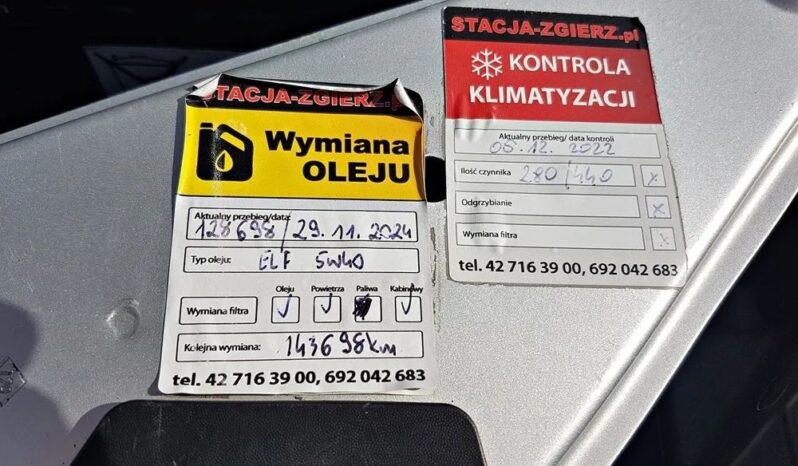 STACJA-ZGIERZ.p
Wymiana
OLEJU
Aktualny przebieg/data:
128698/29.11.2024
Typ oleju: ELF 5W40
Oleju Powietrza Paliwa Kabinowy
Wymiana filtra
Kolejna wymiana: 143698km
tel. 42 716 39 00, 692 042 683
STACJA-ZGIERZ.pl
KONTROLA
KLIMATYZACJI
Aktualny przebieg/ data kontroli
05.12.2022
Ilość czynnika 280/440 x
Odgrzybianie x
Wymiana filtra x
tel. 42 716 39 00, 692 042 683